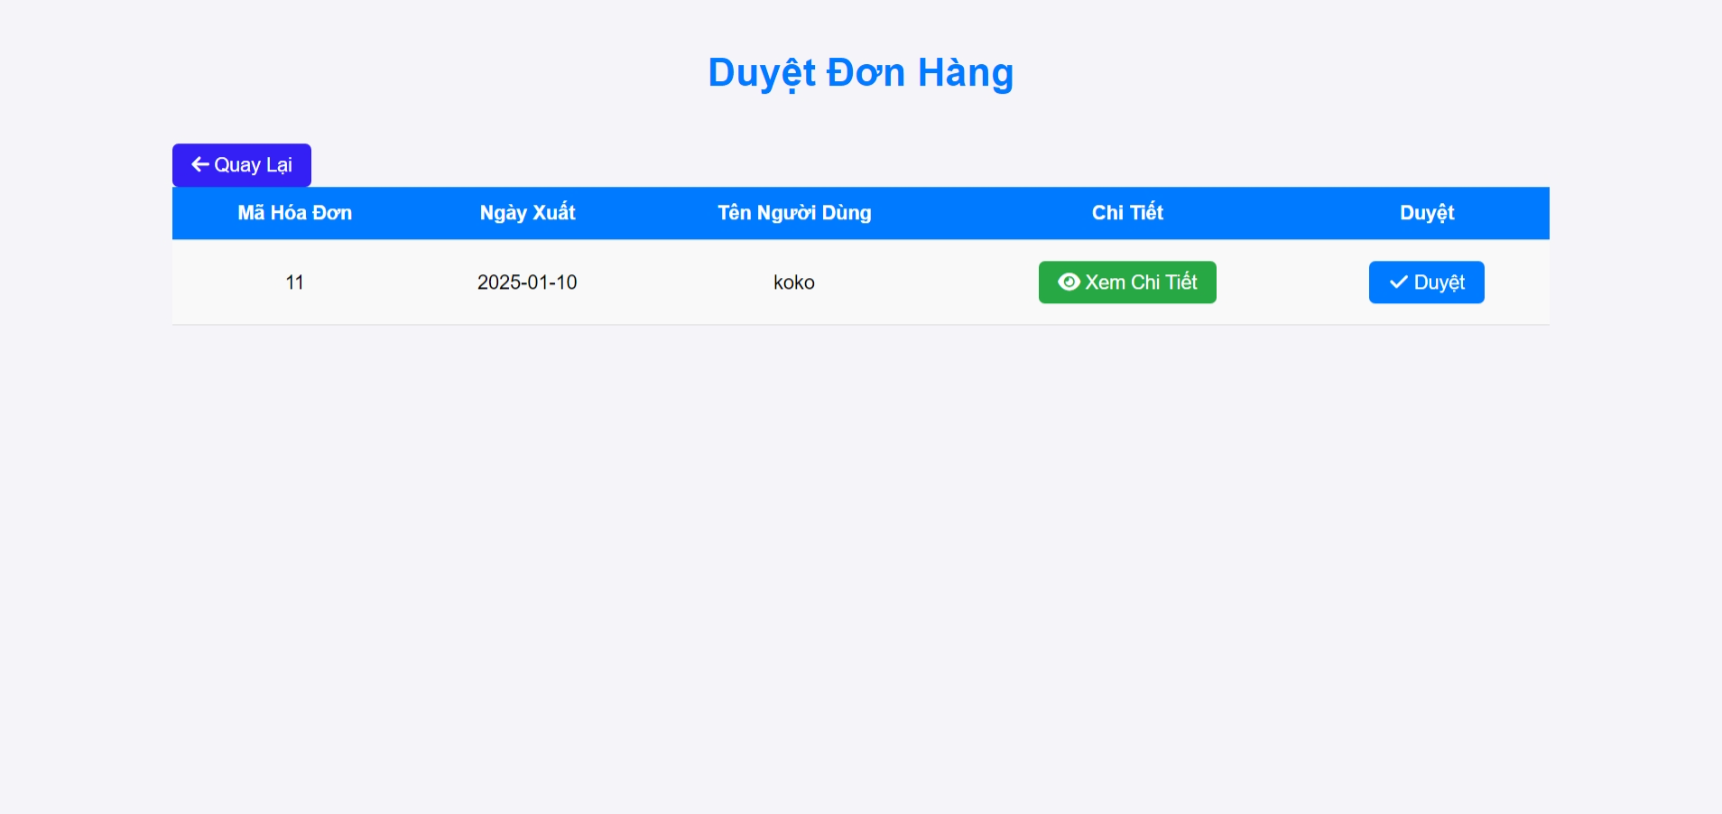 Duyệt Đơn Hàng
Quay Lại
Mã Hóa Đơn Ngày Xuất Tên Người Dùng Chi Tiết Duyệt
11 2025-01-10 koko Xem Chi Tiết Duyệt